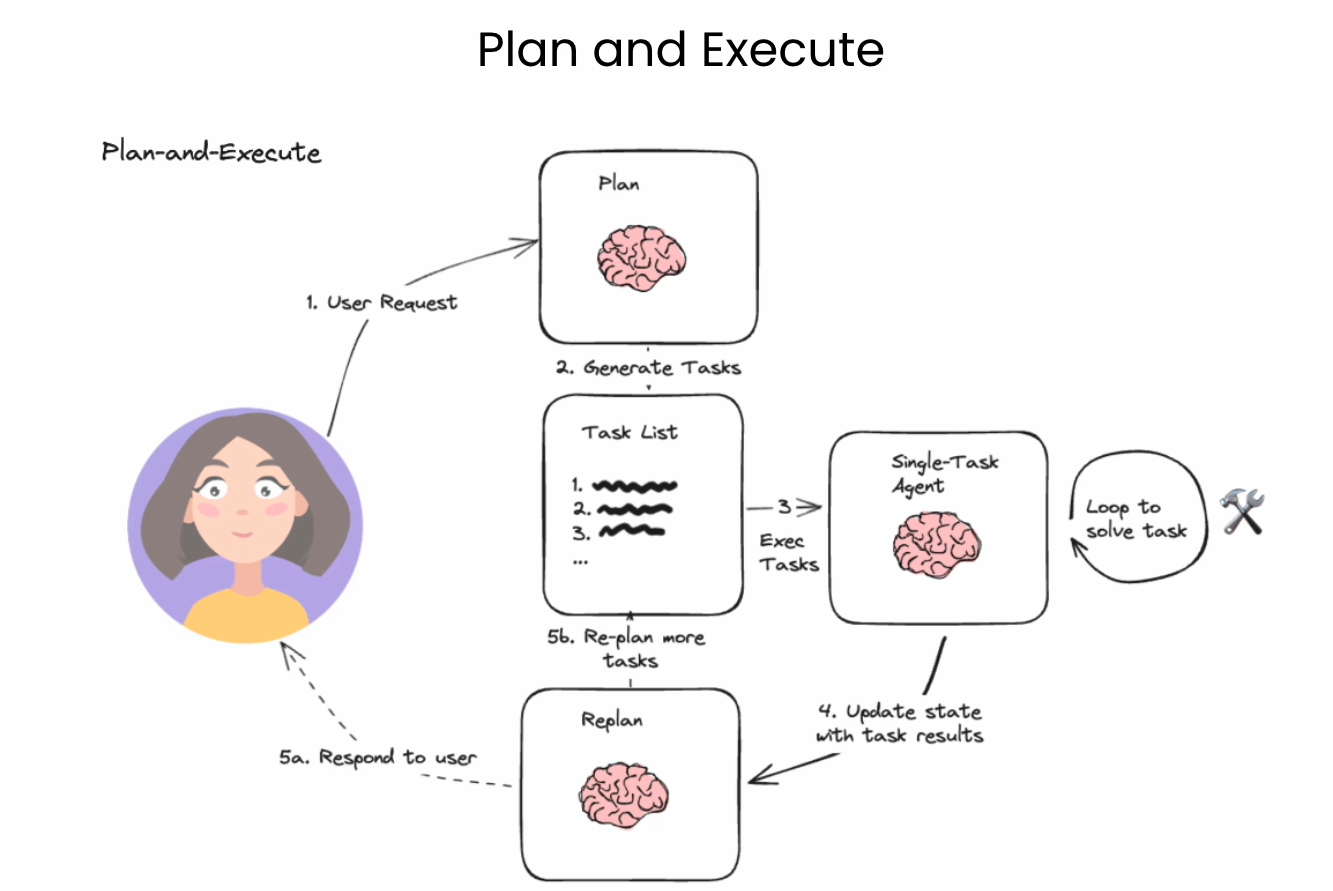 Plan and Execute
Plan-and-Execute
Plan
1. User Request
2. Generate Tasks
Task List
1.
2.
3.
...
3
Exec
Tasks
Single-Task
Agent
Loop to
solve task
5b. Re-plan more
tasks
4. Update state
with task results
Replan
5a. Respond to user